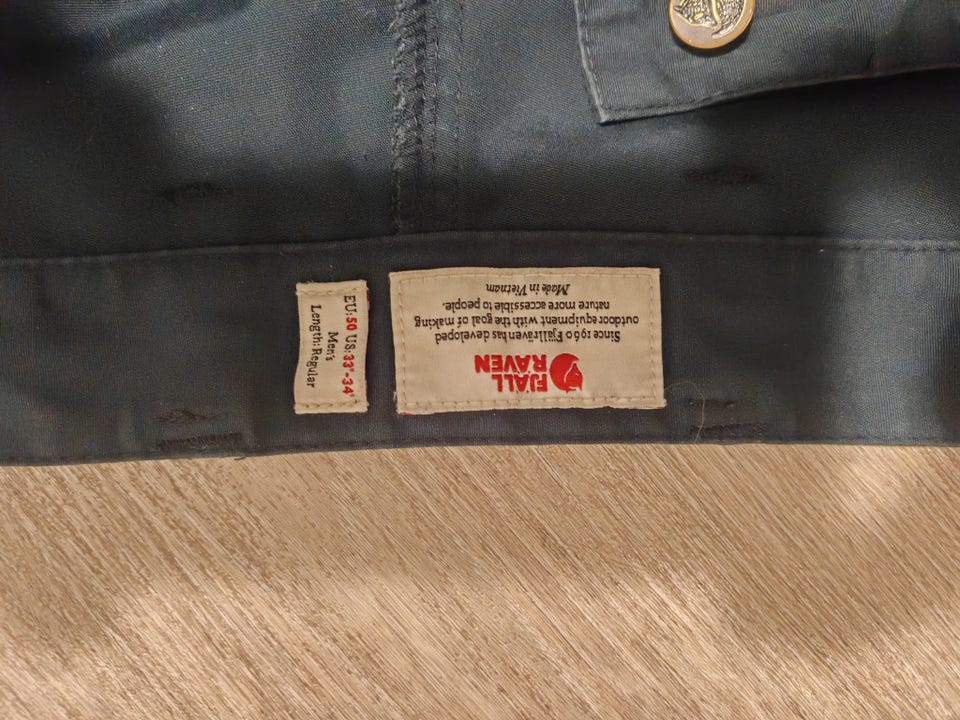 FJÄLL
RÄVEN
Since 1960 Fjällräven has developed
outdoor equipment with the goal of making
nature more accessible to people.
Made in Vietnam
EU:50 US:33"-34"
Men's
Length: Regular